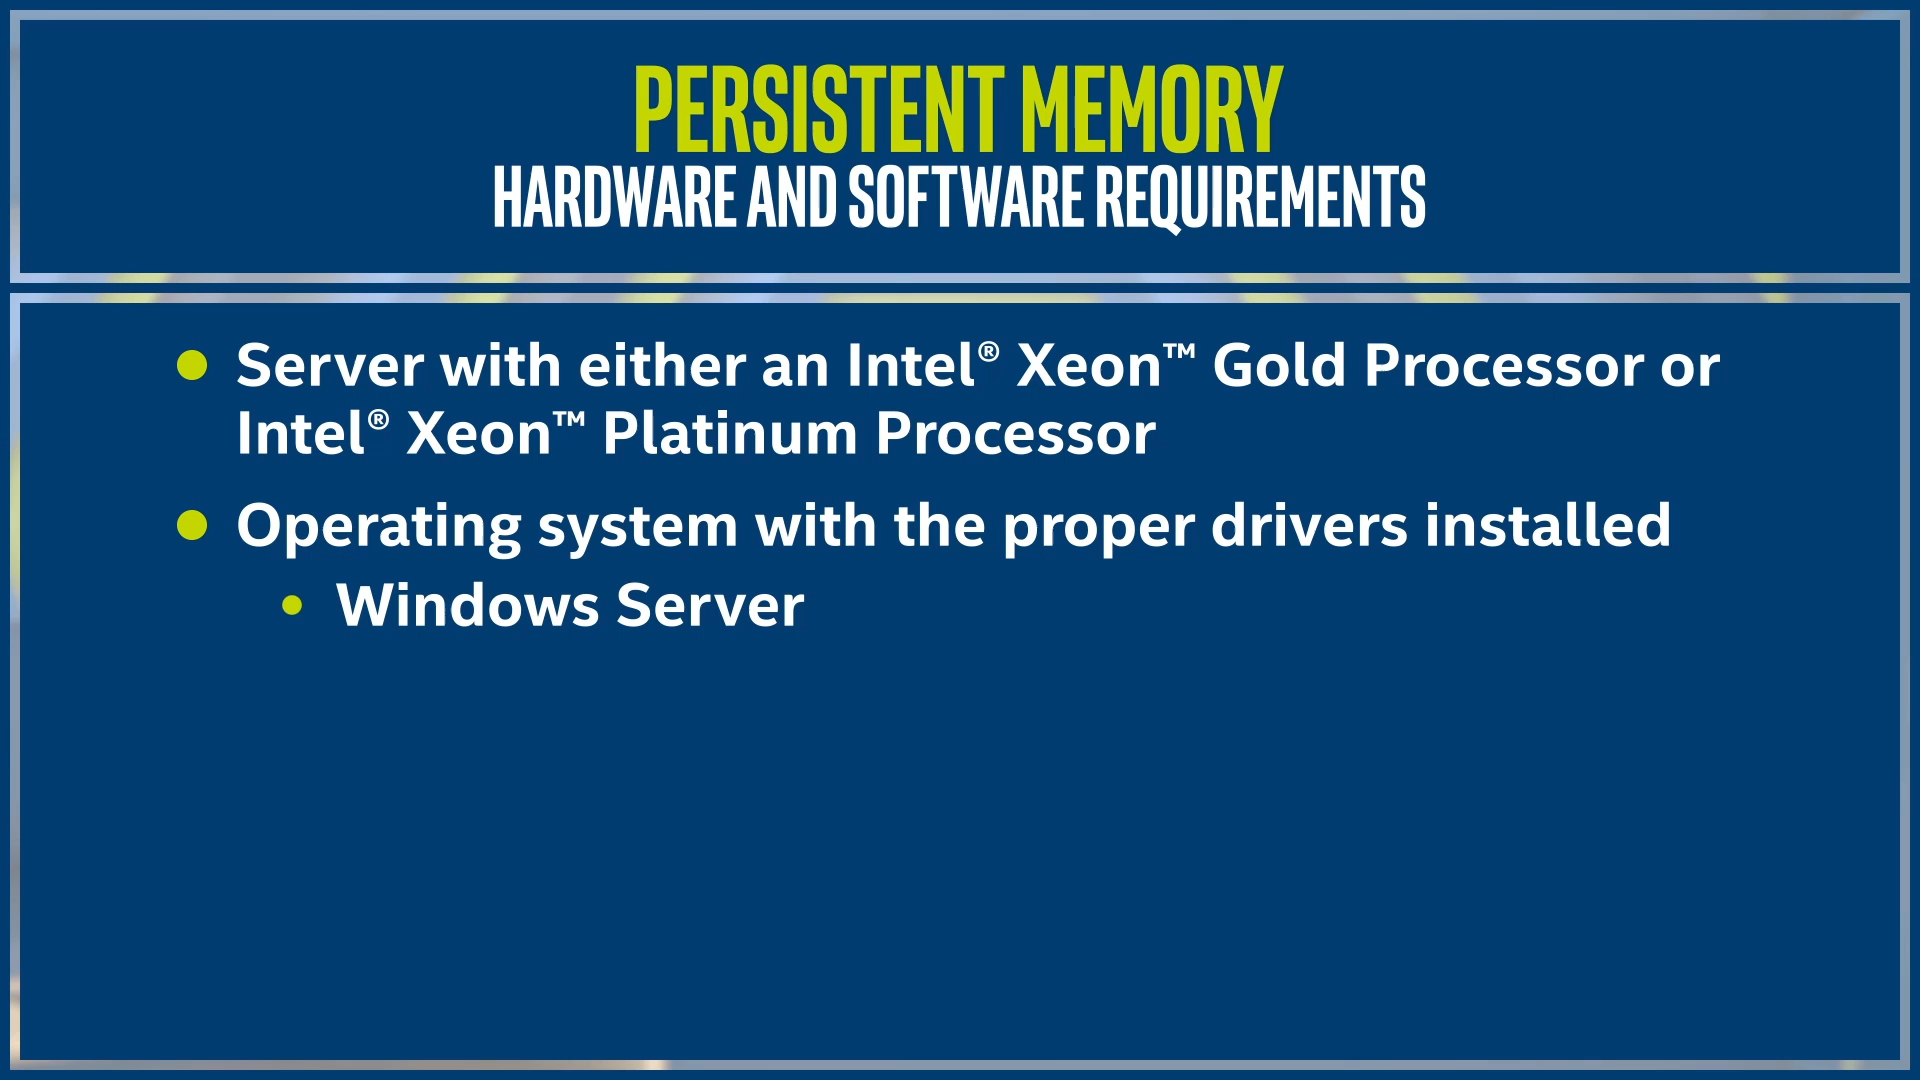 PERSISTENT MEMORY
HARDWARE AND SOFTWARE REQUIREMENTS
Server with either an Intel® Xeon™ Gold Processor or
Intel® Xeon™ Platinum Processor
Operating system with the proper drivers installed
Windows Server